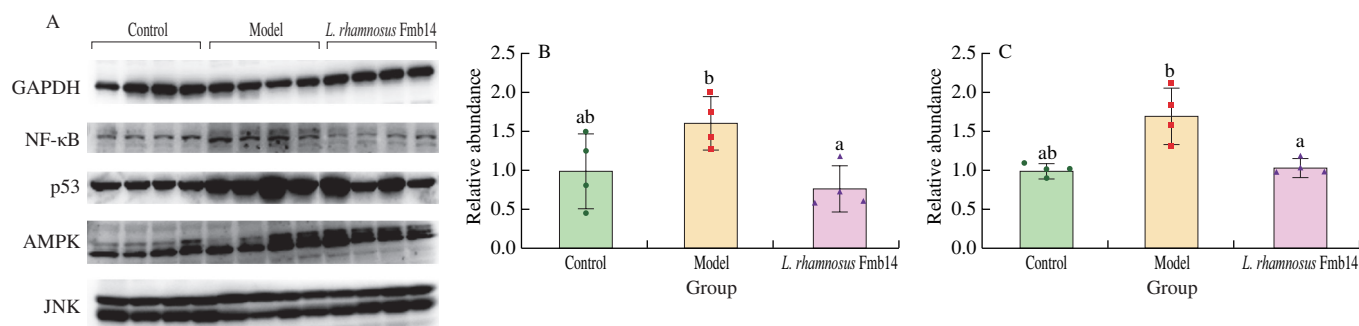 A
Control Model L. rhamnosus Fmb14
GAPDH
NF-κB
p53
AMPK
JNK
B
Relative abundance
2.5
2.0
1.5
1.0
0.5
0.0
ab
b
a
Control Model L. rhamnosus Fmb14
Group
C
Relative abundance
2.5
2.0
1.5
1.0
0.5
0.0
ab
b
a
Control Model L. rhamnosus Fmb14
Group